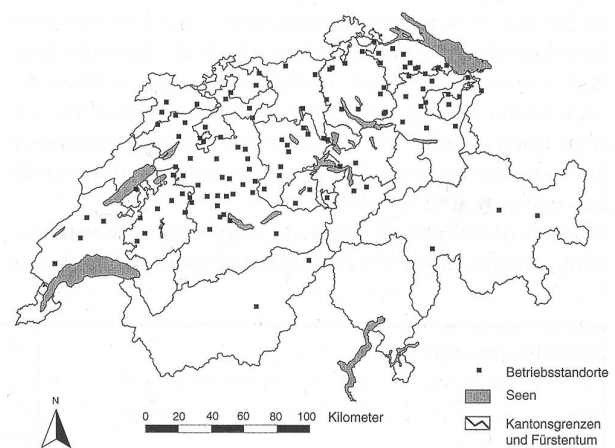 Betriebsstandorte
Seen
Kantonsgrenzen
und Fürstentum
N
0 20 40 60 80 100 Kilometer